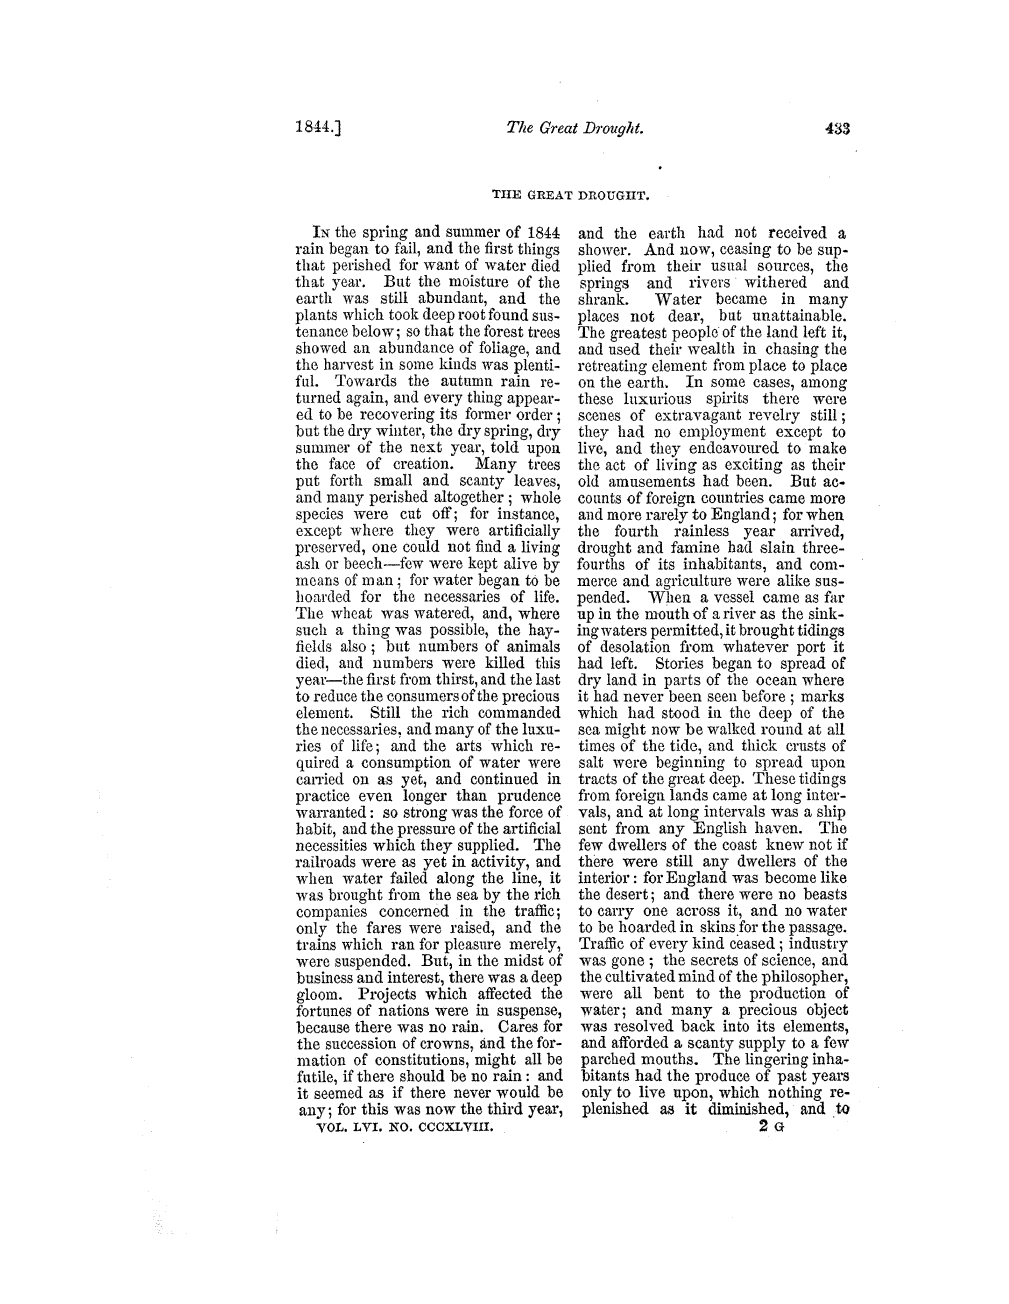 1844.] The Great Drought. 433
THE GREAT DROUGHT.
IN the spring and summer of 1844
rain began to fail, and the first things
that perished for want of water died
that year. But the moisture of the
earth was still abundant, and the
plants which took deep root found sus-
tenance below; so that the forest trees
showed an abundance of foliage, and
the harvest in some kinds was plenti-
ful. Towards the autumn rain re-
turned again, and every thing appear-
ed to be recovering its former order;
but the dry winter, the dry spring, dry
summer of the next year, told upon
the face of creation. Many trees
put forth small and scanty leaves,
and many perished altogether; whole
species were cut off; for instance,
except where they were artificially
preserved, one could not find a living
ash or beech—few were kept alive by
means of man; for water began to be
hoarded for the necessaries of life.
The wheat was watered, and, where
such a thing was possible, the hay-
fields also; but numbers of animals
died, and numbers were killed this
year—the first from thirst, and the last
to reduce the consumers of the precious
element. Still the rich commanded
the necessaries, and many of the luxu-
ries of life; and the arts which re-
quired a consumption of water were
carried on as yet, and continued in
practice even longer than prudence
warranted: so strong was the force of
habit, and the pressure of the artificial
necessities which they supplied. The
railroads were as yet in activity, and
when water failed along the line, it
was brought from the sea by the rich
companies concerned in the traffic;
only the fares were raised, and the
trains which ran for pleasure merely,
were suspended. But, in the midst of
business and interest, there was a deep
gloom. Projects which affected the
fortunes of nations were in suspense,
because there was no rain. Cares for
the succession of crowns, and the for-
mation of constitutions, might all be
futile, if there should be no rain: and
it seemed as if there never would be
any; for this was now the third year,
and the earth had not received a
shower. And now, ceasing to be sup-
plied from their usual sources, the
springs and rivers withered and
shrank. Water became in many
places not dear, but unattainable.
The greatest people of the land left it,
and used their wealth in chasing the
retreating element from place to place
on the earth. In some cases, among
these luxurious spirits there were
scenes of extravagant revelry still;
they had no employment except to
live, and they endeavoured to make
the act of living as exciting as their
old amusements had been. But ac-
counts of foreign countries came more
and more rarely to England; for when
the fourth rainless year arrived,
drought and famine had slain three-
fourths of its inhabitants, and com-
merce and agriculture were alike sus-
pended. When a vessel came as far
up in the mouth of a river as the sink-
ing waters permitted, it brought tidings
of desolation from whatever port it
had left. Stories began to spread of
dry land in parts of the ocean where
it had never been seen before; marks
which had stood in the deep of the
sea might now be walked round at all
times of the tide, and thick crusts of
salt were beginning to spread upon
tracts of the great deep. These tidings
from foreign lands came at long inter-
vals, and at long intervals was a ship
sent from any English haven. The
few dwellers of the coast knew not if
there were still any dwellers of the
interior: for England was become like
the desert; and there were no beasts
to carry one across it, and no water
to be hoarded in skins for the passage.
Traffic of every kind ceased; industry
was gone; the secrets of science, and
the cultivated mind of the philosopher,
were all bent to the production of
water; and many a precious object
was resolved back into its elements,
and afforded a scanty supply to a few
parched mouths. The lingering inha-
bitants had the produce of past years
only to live upon, which nothing re-
plenished as it diminished, and to
VOL. LVI. NO. CCCXLVIII. 2 G